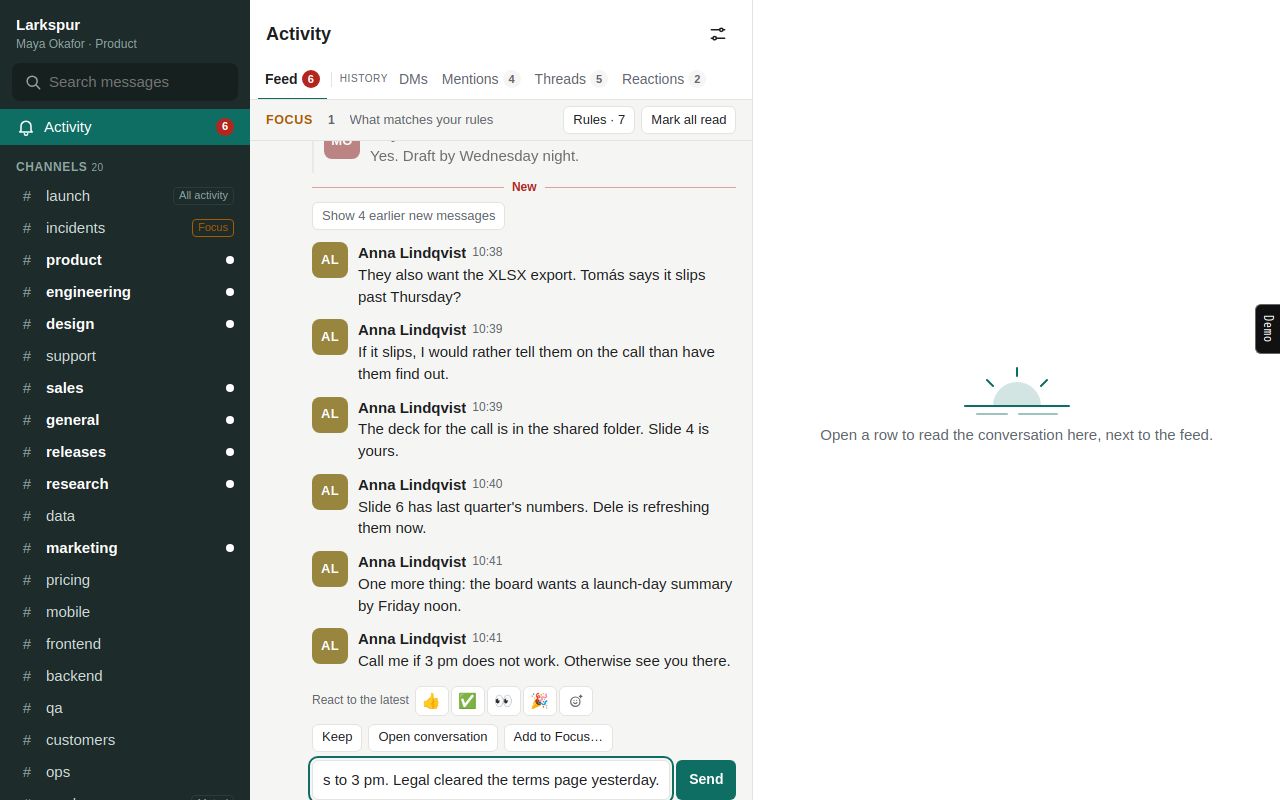 Larkspur
Maya Okafor · Product
Search messages
Activity
6
CHANNELS 20
# launch
All activity
# incidents
Focus
# product
# engineering
# design
# support
# sales
# general
# releases
# research
# data
# marketing
# pricing
# mobile
# frontend
# backend
# qa
# customers
# ops
Activity
Feed 6
HISTORY
DMs
Mentions 4
Threads 5
Reactions 2
FOCUS 1 What matches your rules
Rules · 7
Mark all read
Yes. Draft by Wednesday night.
New
Show 4 earlier new messages
AL
Anna Lindqvist 10:38
They also want the XLSX export. Tomás says it slips
past Thursday?
AL
Anna Lindqvist 10:39
If it slips, I would rather tell them on the call than have
them find out.
AL
Anna Lindqvist 10:39
The deck for the call is in the shared folder. Slide 4 is
yours.
AL
Anna Lindqvist 10:40
Slide 6 has last quarter's numbers. Dele is refreshing
them now.
AL
Anna Lindqvist 10:41
One more thing: the board wants a launch-day summary
by Friday noon.
AL
Anna Lindqvist 10:41
Call me if 3 pm does not work. Otherwise see you there.
React to the latest
Keep
Open conversation
Add to Focus…
s to 3 pm. Legal cleared the terms page yesterday.
Send
Open a row to read the conversation here, next to the feed.
Demo